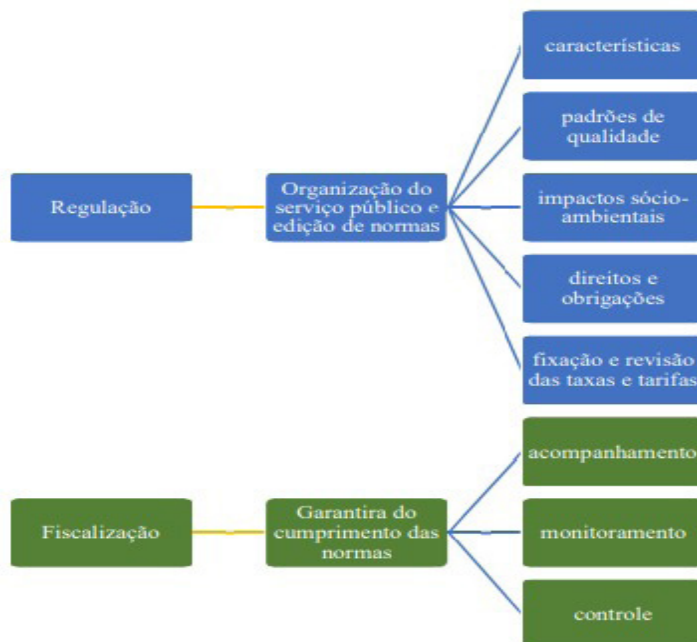 características
padrões de
qualidade
Regulação
Organização do
serviço público e
edição de normas
impactos sócio-
ambientais
direitos e
obrigações
fixação e revisão
das taxas e tarifas
acompanhamento
Fiscalização
Garantira do
cumprimento das
normas
monitoramento
controle